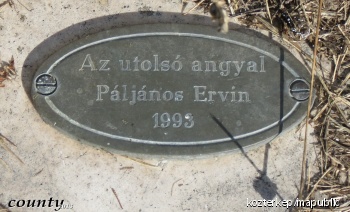 Az utolsó angyal
Páljános Ervin
1993
county
kozterkep.mapublic